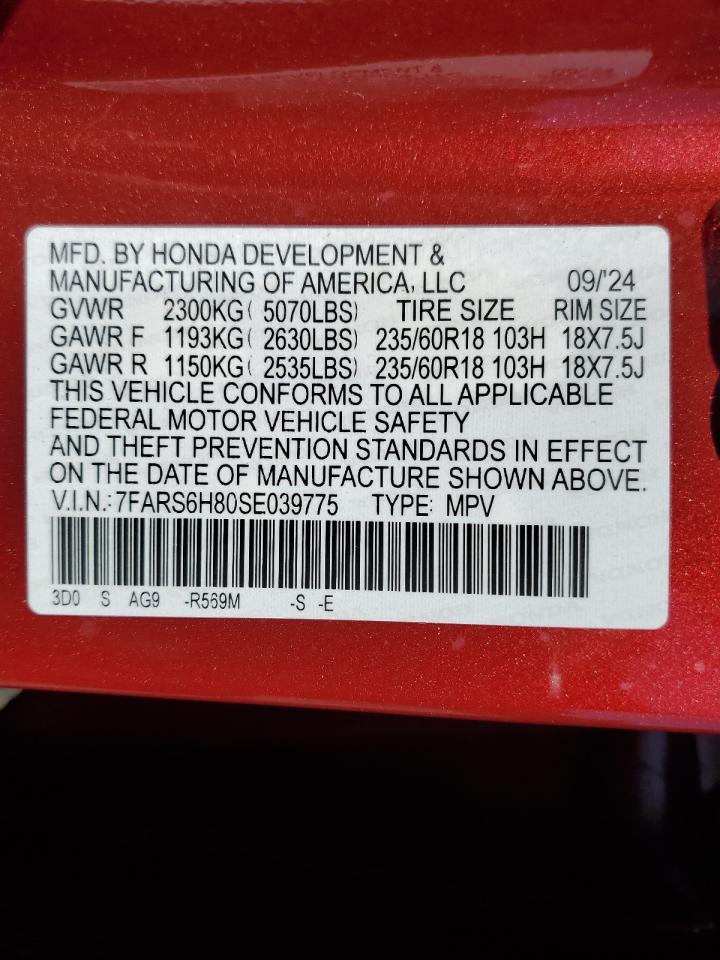 MFD. BY HONDA DEVELOPMENT &
MANUFACTURING OF AMERICA, LLC 09/'24
GVWR 2300KG( 5070LBS) TIRE SIZE RIM SIZE
GAWR F 1193KG( 2630LBS) 235/60R18 103H 18X7.5J
GAWR R 1150KG( 2535LBS) 235/60R18 103H 18X7.5J
THIS VEHICLE CONFORMS TO ALL APPLICABLE
FEDERAL MOTOR VEHICLE SAFETY
AND THEFT PREVENTION STANDARDS IN EFFECT
ON THE DATE OF MANUFACTURE SHOWN ABOVE.
V.I.N.:7FARS6H80SE039775 TYPE: MPV
3D0 S AG9 -R569M -S -E